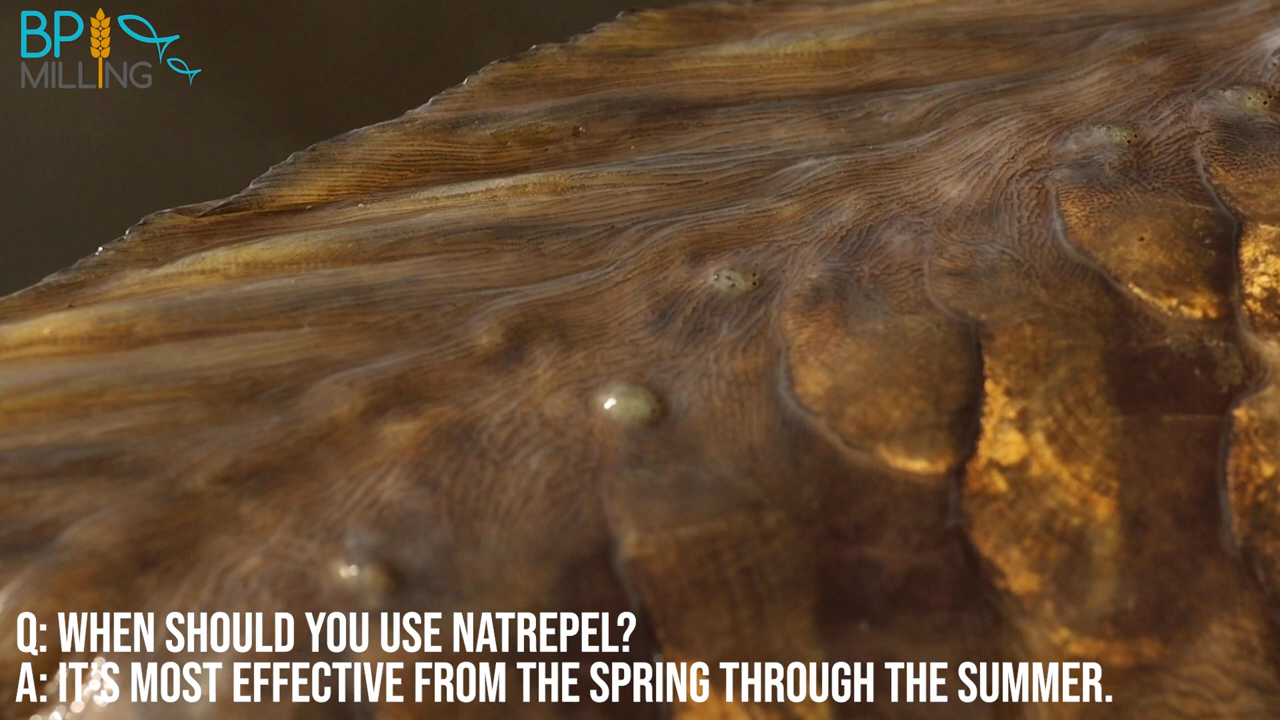 BP MILLING
Q: WHEN SHOULD YOU USE NATREPEL?
A: IT'S MOST EFFECTIVE FROM THE SPRING THROUGH THE SUMMER.